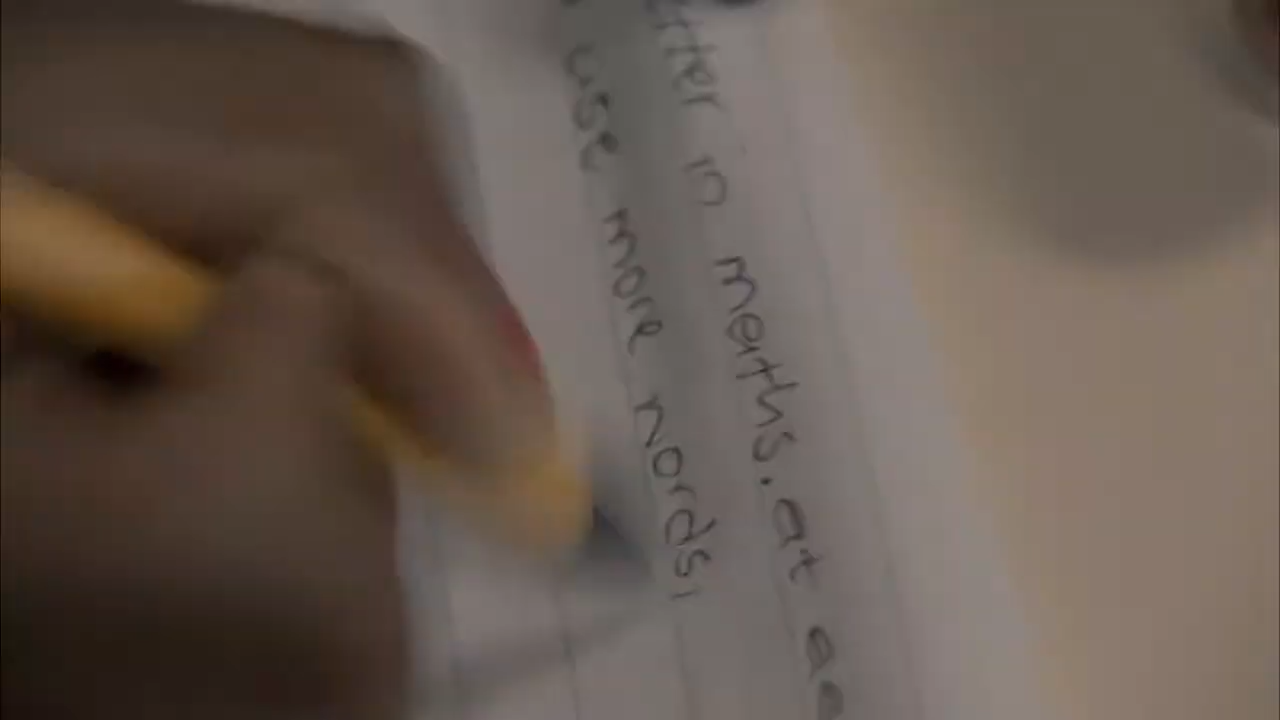 etter in maths. at
use more words,